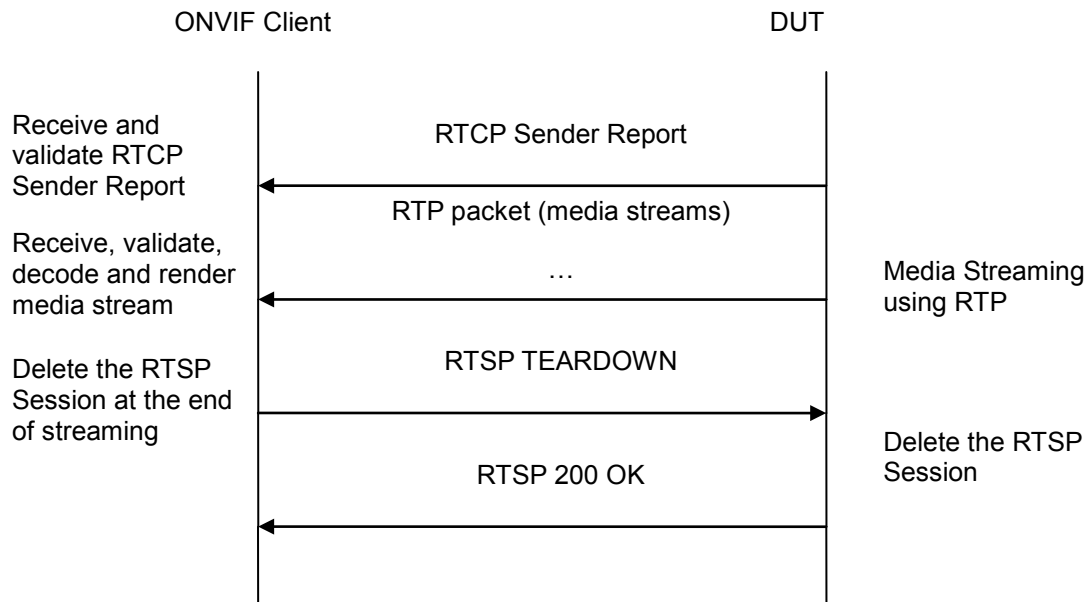 ONVIF Client
DUT
Receive and
validate RTCP
Sender Report
RTCP Sender Report
RTP packet (media streams)
Receive, validate,
decode and render
media stream
…
Media Streaming
using RTP
RTSP TEARDOWN
Delete the RTSP
Session at the end
of streaming
Delete the RTSP
Session
RTSP 200 OK